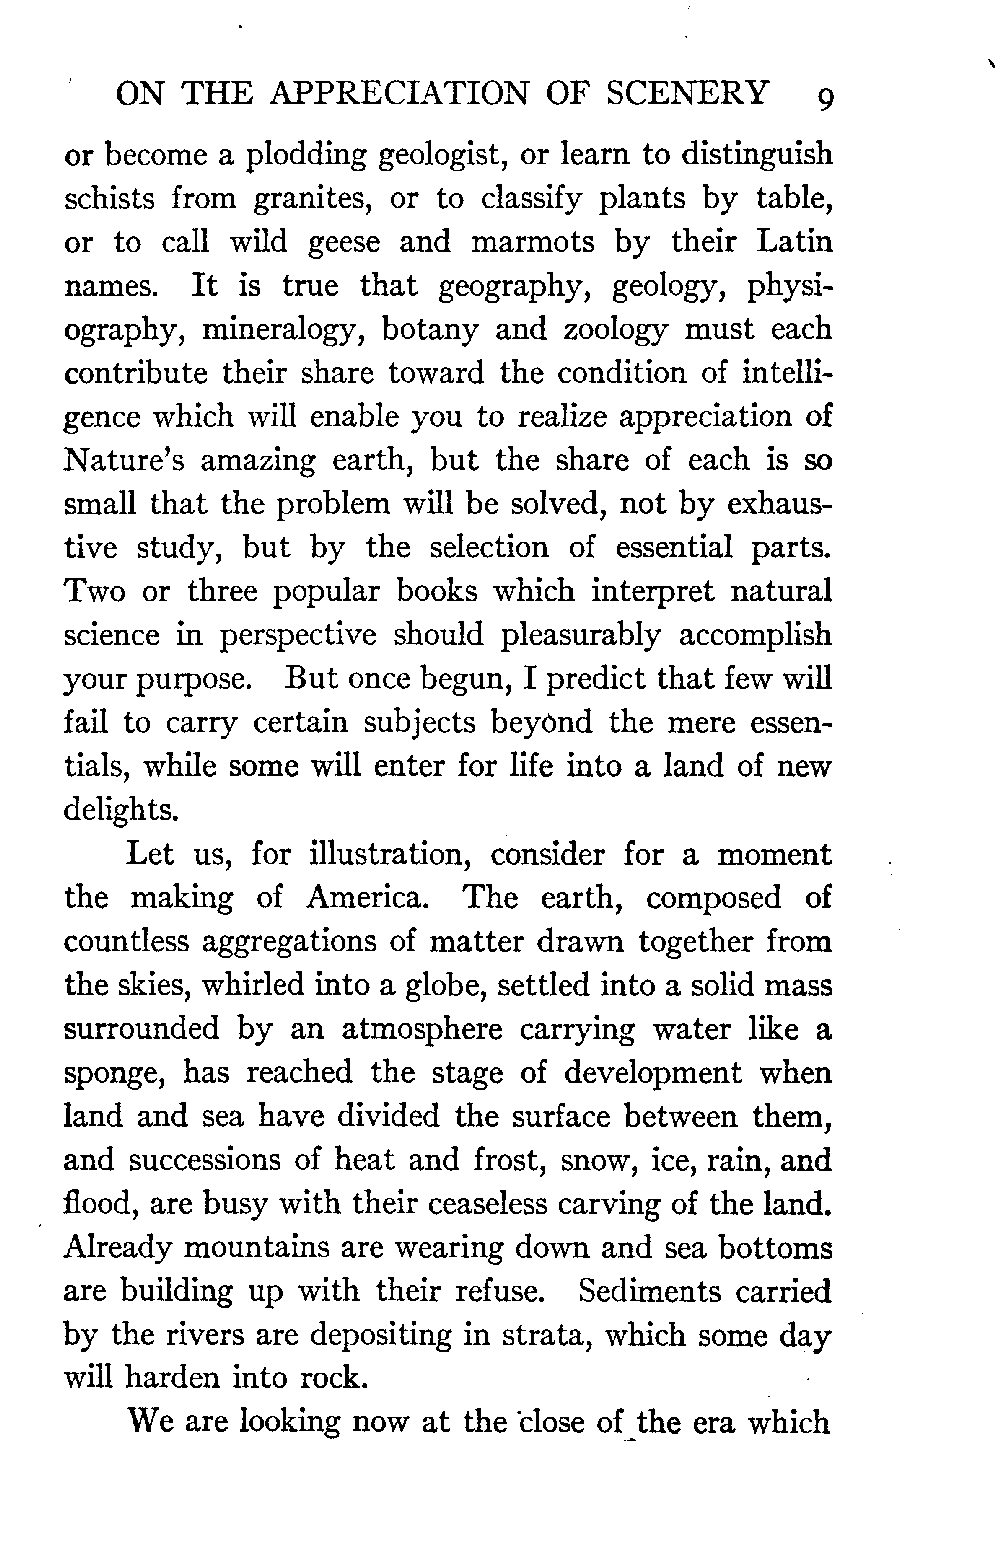 ON THE APPRECIATION OF SCENERY 9
or become a plodding geologist, or learn to distinguish
schists from granites, or to classify plants by table,
or to call wild geese and marmots by their Latin
names. It is true that geography, geology, physi-
ography, mineralogy, botany and zoology must each
contribute their share toward the condition of intelli-
gence which will enable you to realize appreciation of
Nature's amazing earth, but the share of each is so
small that the problem will be solved, not by exhaus-
tive study, but by the selection of essential parts.
Two or three popular books which interpret natural
science in perspective should pleasurably accomplish
your purpose. But once begun, I predict that few will
fail to carry certain subjects beyond the mere essen-
tials, while some will enter for life into a land of new
delights.
Let us, for illustration, consider for a moment
the making of America. The earth, composed of
countless aggregations of matter drawn together from
the skies, whirled into a globe, settled into a solid mass
surrounded by an atmosphere carrying water like a
sponge, has reached the stage of development when
land and sea have divided the surface between them,
and successions of heat and frost, snow, ice, rain, and
flood, are busy with their ceaseless carving of the land.
Already mountains are wearing down and sea bottoms
are building up with their refuse. Sediments carried
by the rivers are depositing in strata, which some day
will harden into rock.
We are looking now at the close of the era which